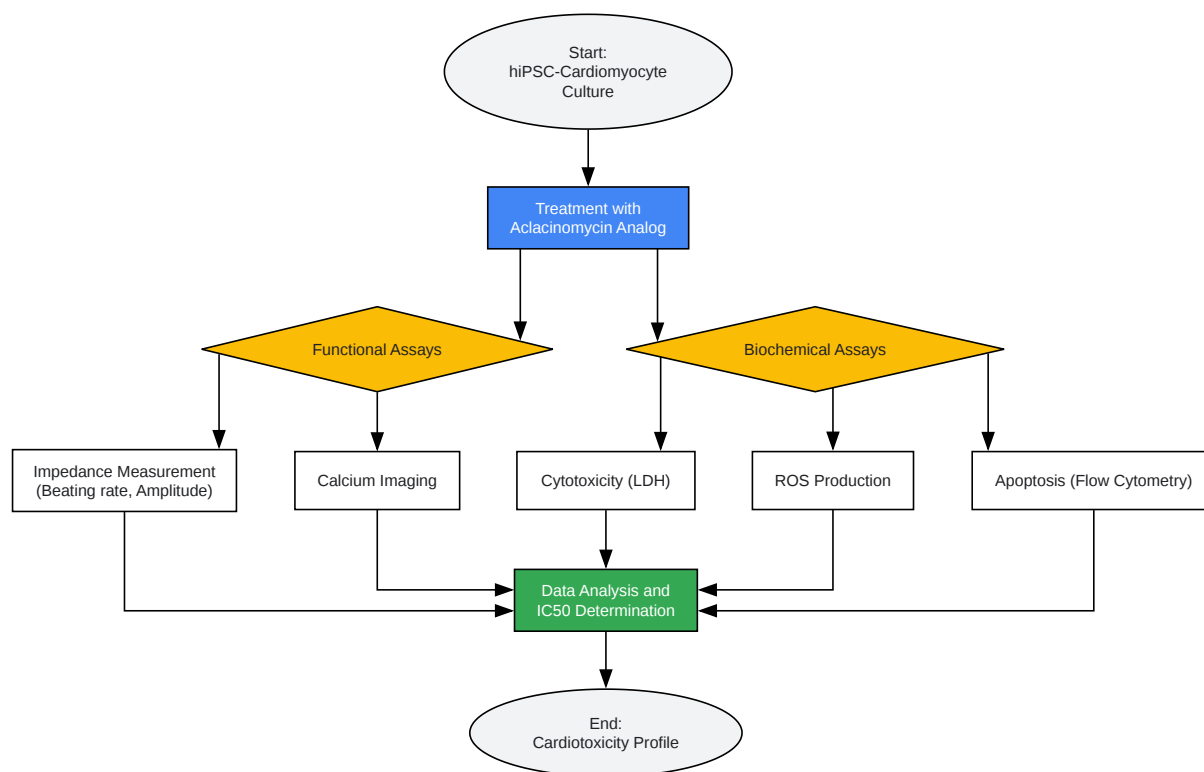 Start:
hiPSC-Cardiomyocyte
Culture
Treatment with
Aclacinomycin Analog
Functional Assays
Biochemical Assays
Impedance Measurement
(Beating rate, Amplitude)
Calcium Imaging
Cytotoxicity (LDH)
ROS Production
Apoptosis (Flow Cytometry)
Data Analysis and
IC50 Determination
End:
Cardiotoxicity Profile